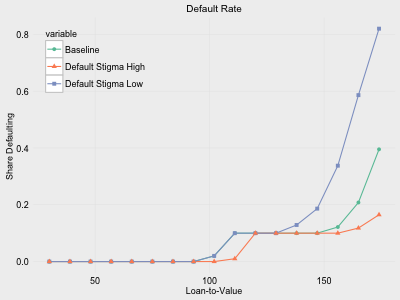 Default Rate
variable
Baseline
Default Stigma High
Default Stigma Low
Share Defaulting
0.8
0.6
0.4
0.2
0.0
50
100
150
Loan-to-Value